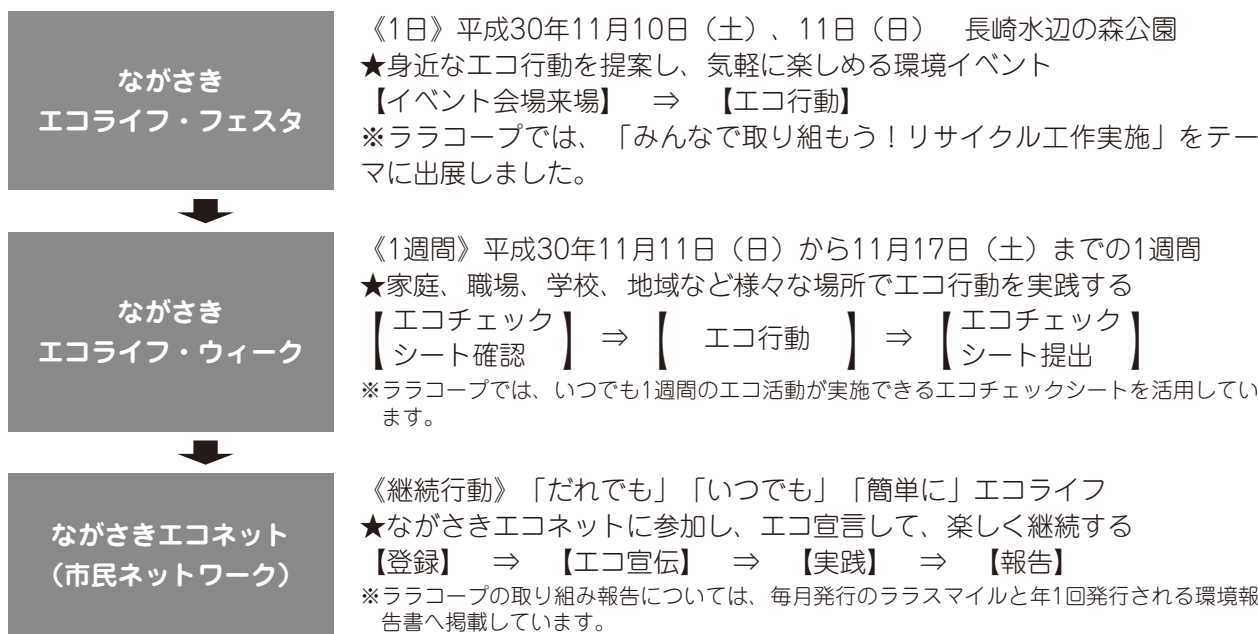 ながさき
エコライフ・フェスタ
《1日》平成30年11月10日（土）、11日（日）　長崎水辺の森公園
★身近なエコ行動を提案し、気軽に楽しめる環境イベント
【イベント会場来場】　⇒　【エコ行動】
※ララコープでは、「みんなで取り組もう！リサイクル工作実施」をテー
マに出展しました。
ながさき
エコライフ・ウィーク
《1週間》平成30年11月11日（日）から11月17日（土）までの1週間
★家庭、職場、学校、地域など様々な場所でエコ行動を実践する
【エコチェックシート確認】　⇒　【エコ行動】　⇒　【エコチェックシート提出】
※ララコープでは、いつでも1週間のエコ活動が実施できるエコチェックシートを活用してい
ます。
ながさきエコネット
（市民ネットワーク）
《継続行動》「だれでも」「いつでも」「簡単に」エコライフ
★ながさきエコネットに参加し、エコ宣言して、楽しく継続する
【登録】　⇒　【エコ宣伝】　⇒　【実践】　⇒　【報告】
※ララコープの取り組み報告については、毎月発行のララスマイルと年1回発行される環境報
告書へ掲載しています。